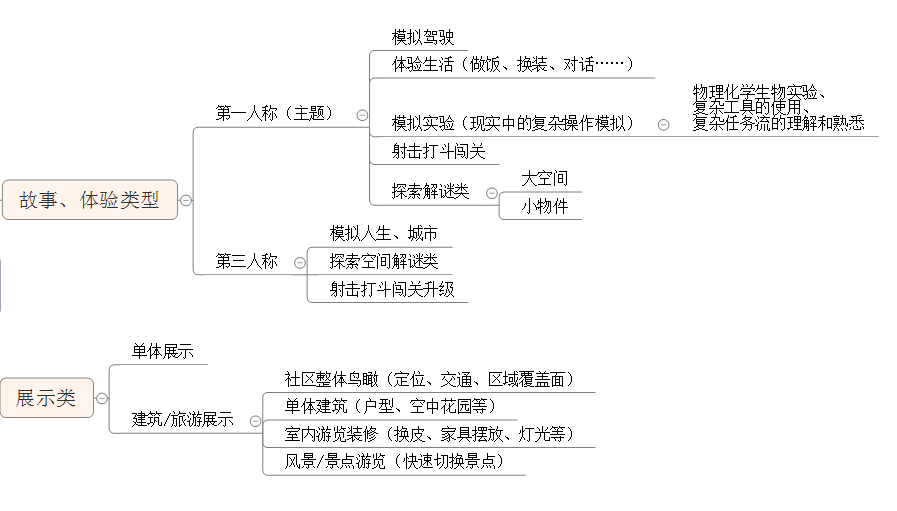 模拟驾驶
体验生活（做饭、换装、对话……）
物理化学生物实验、
复杂工具的使用、
复杂任务流的理解和熟悉
第一人称（主题）
模拟实验（现实中的复杂操作模拟）
射击打斗闯关
探索解谜类
大空间
小物件
故事、体验类型
模拟人生、城市
第三人称
探索空间解谜类
射击打斗闯关升级
单体展示
社区整体鸟瞰（定位、交通、区域覆盖面）
展示类
单体建筑（户型、空中花园等）
建筑/旅游展示
室内游览装修（换皮、家具摆放、灯光等）
风景/景点游览（快速切换景点）